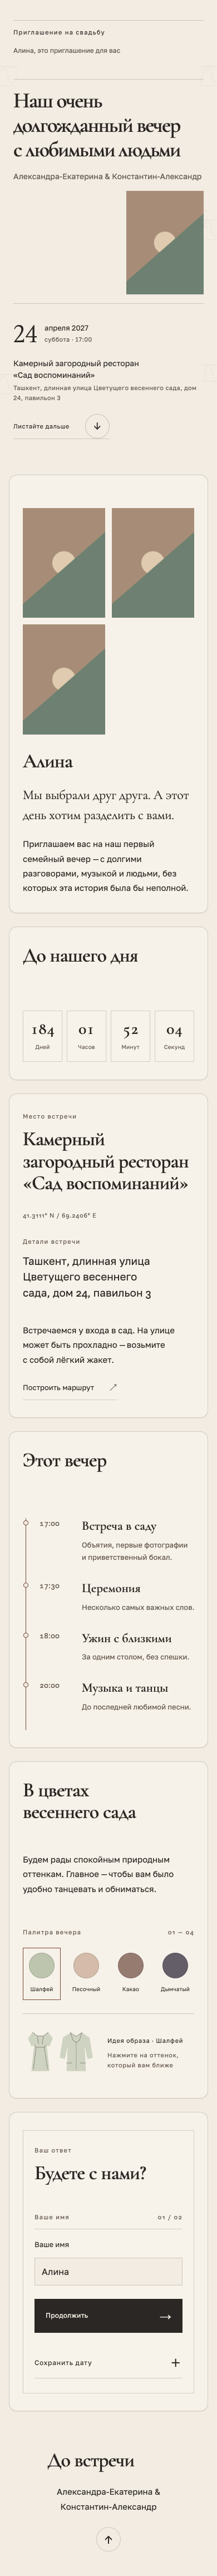 Приглашение на свадьбу
Алина, это приглашение для вас
Наш очень
долгожданный вечер
с любимыми людьми
Александра-Екатерина & Константин-Александр
24 апреля 2027
суббота · 17:00
Камерный загородный ресторан
«Сад воспоминаний»
Ташкент, длинная улица Цветущего весеннего сада, дом
24, павильон 3
Листайте дальше
Алина
Мы выбрали друг друга. А этот
день хотим разделить с вами.
Приглашаем вас на наш первый
семейный вечер — с долгими
разговорами, музыкой и людьми, без
которых эта история была бы неполной.
До нашего дня
184 01 52 04
Дней Часов Минут Секунд
Место встречи
Камерный
загородный ресторан
«Сад воспоминаний»
41.3111° N / 69.2406° E
Детали встречи
Ташкент, длинная улица
Цветущего весеннего
сада, дом 24, павильон 3
Встречаемся у входа в сад. На улице
может быть прохладно — возьмите
с собой лёгкий жакет.
Построить маршрут
Этот вечер
17:00 Встреча в саду
Объятия, первые фотографии
и приветственный бокал.
17:30 Церемония
Несколько самых важных слов.
18:00 Ужин с близкими
За одним столом, без спешки.
20:00 Музыка и танцы
До последней любимой песни.
В цветах
весеннего сада
Будем рады спокойным природным
оттенкам. Главное — чтобы вам было
удобно танцевать и обниматься.
Палитра вечера 01 — 04
Шалфей Песочный Какао Дымчатый
Идея образа · Шалфей
Нажмите на оттенок,
который вам ближе
Ваш ответ
Будете с нами?
Ваше имя 01 / 02
Ваше имя
Алина
Продолжить
Сохранить дату
До встречи
Александра-Екатерина &
Константин-Александр